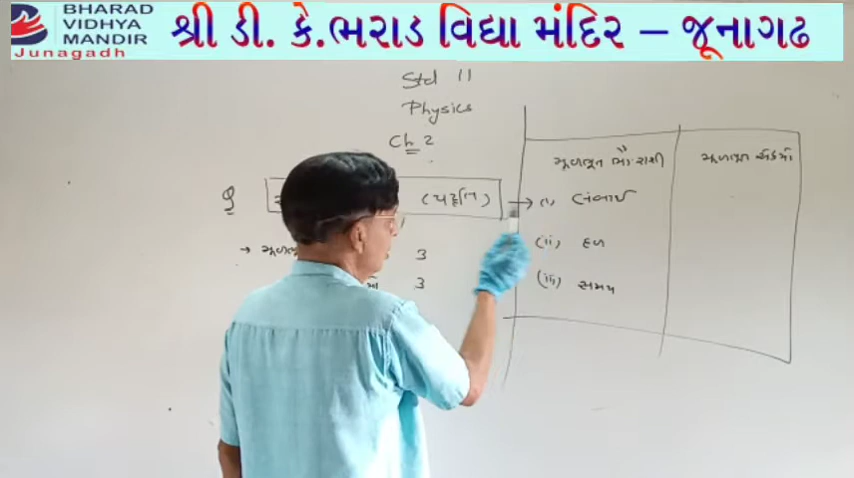 BHARAD
VIDHYA
MANDIR
Junagadh
શ્રી ડી. કે.ભરાડ વિદ્યા મંદિર – જૂનાગઢ
Std 11
Physics
Ch 2
(પદ્ધતિ)
→ 3
3
મૂળભૂત ભૌ. રાશી
મૂળભૂત એકમો
→ (i) લંબાઈ
(ii) દળ
(iii) સમય